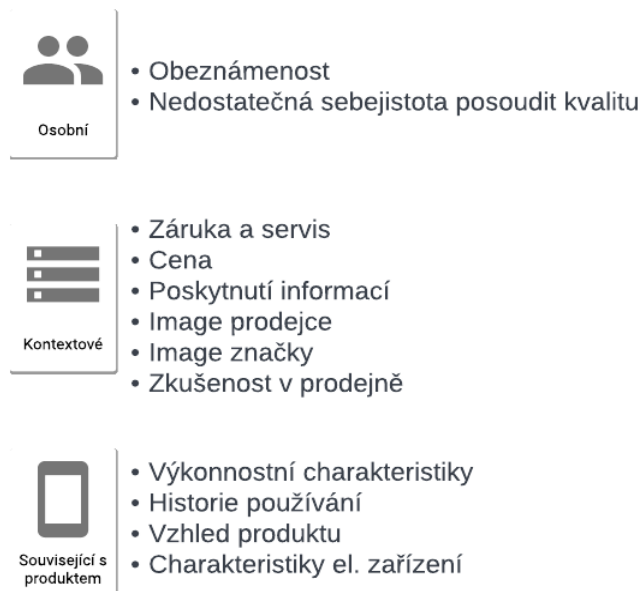 Osobní
• Obeznámenost
• Nedostatečná sebejistota posoudit kvalitu
Kontextové
• Záruka a servis
• Cena
• Poskytnutí informací
• Image prodejce
• Image značky
• Zkušenost v prodejně
Související s
produktem
• Výkonnostní charakteristiky
• Historie používání
• Vzhled produktu
• Charakteristiky el. zařízení